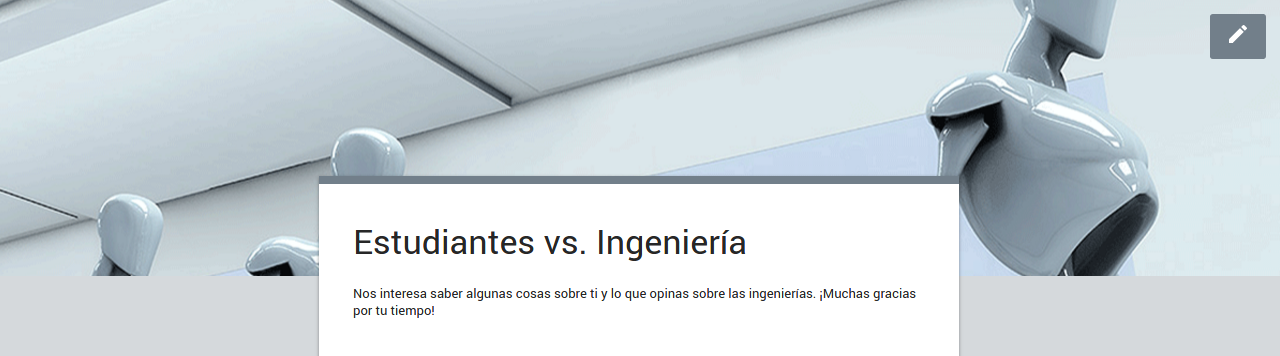 Estudiantes vs. Ingeniería
Nos interesa saber algunas cosas sobre ti y lo que opinas sobre las ingenierías. ¡Muchas gracias
por tu tiempo!